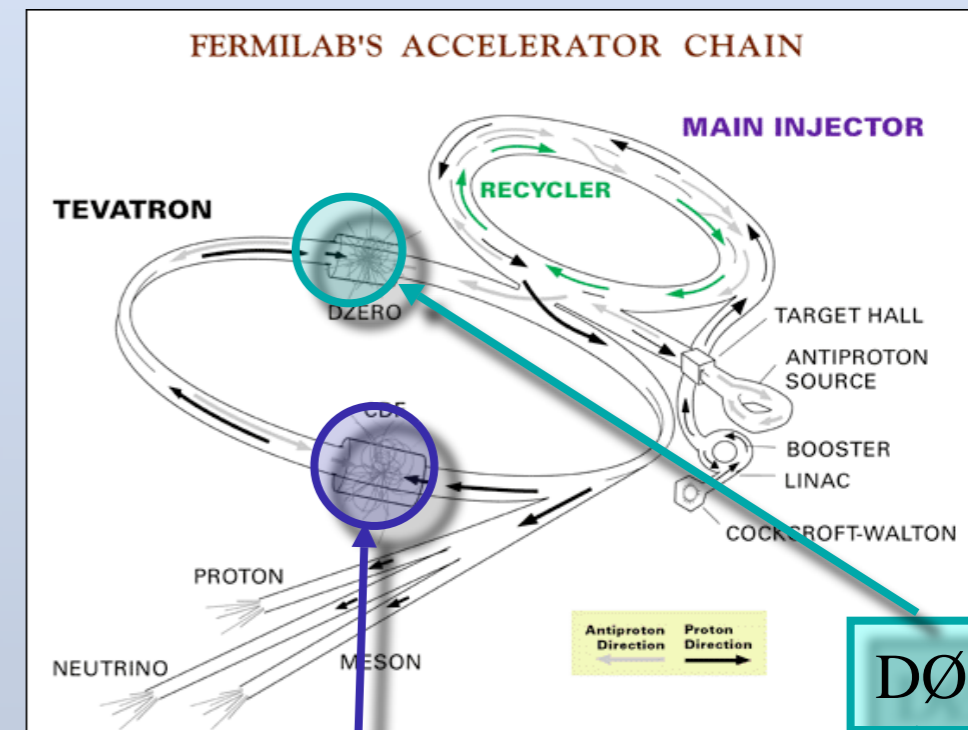 FERMILAB'S ACCELERATOR CHAIN
MAIN INJECTOR
RECYCLER
TEVATRON
DZERO
TARGET HALL
ANTIPROTON
SOURCE
CDF
BOOSTER
LINAC
COCKCROFT-WALTON
PROTON
Antiproton Proton
Direction Direction
NEUTRINO
MESON
DØ